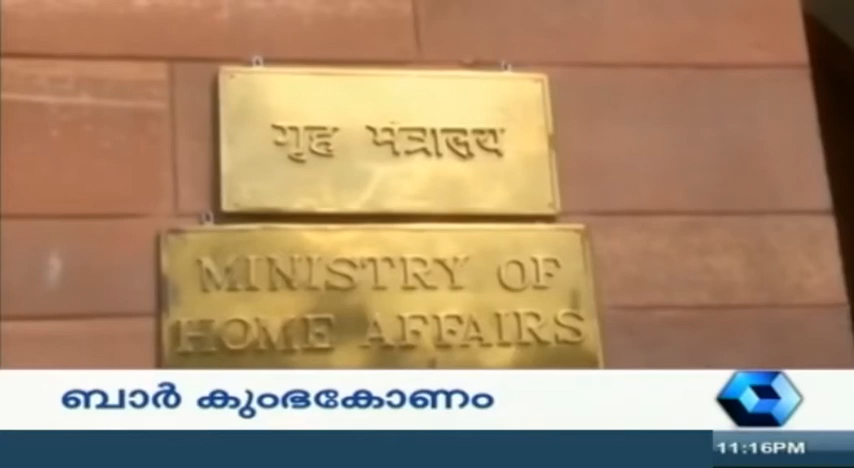 गृह मंत्रालय
MINISTRY OF
HOME AFFAIRS
ബാർ കുംഭകോണം
11:16PM